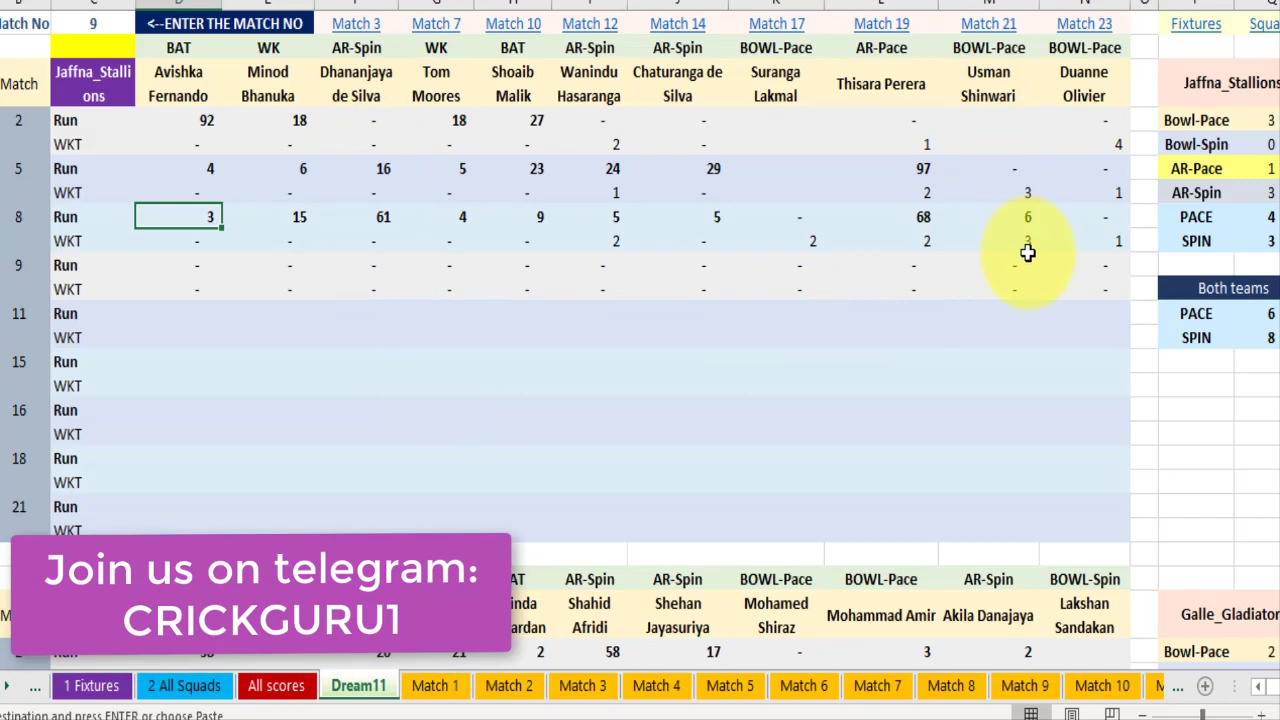 Match No 9 <--ENTER THE MATCH NO Match 3 Match 7 Match 10 Match 12 Match 14 Match 17 Match 19 Match 21 Match 23 Fixtures
BAT WK AR-Spin WK BAT AR-Spin AR-Spin BOWL-Pace AR-Pace BOWL-Pace BOWL-Pace
Match Jaffna_Stalli ons Avishka Fernando Minod Bhanuka Dhananjaya de Silva Tom Moores Shoaib Malik Wanindu Hasaranga Chaturanga de Silva Suranga Lakmal Thisara Perera Usman Shinwari Duanne Olivier Jaffna_Stallions
2 Run 92 18 - 18 27 - - - - Bowl-Pace 3
WKT - - - - - 2 - 1 4 Bowl-Spin 0
5 Run 4 6 16 5 23 24 29 97 - - AR-Pace 1
WKT - - - - - 1 - 2 3 1 AR-Spin 3
8 Run 3 15 61 4 9 5 5 - 68 6 - PACE 4
WKT - - - - - 2 - 2 2 3 1 SPIN 3
9 Run - - - - - - - - - - -
WKT - - - - - - - - - - - Both teams
11 Run PACE 6
WKT SPIN 8
15 Run
WKT
16 Run
WKT
18 Run
WKT
21 Run
WKT
Join us on telegram:
CRICKGURU1
AR-Spin AR-Spin BOWL-Pace BOWL-Pace AR-Spin BOWL-Spin
Shahid Afridi Shehan Jayasuriya Mohamed Shiraz Mohammad Amir Akila Danajaya Lakshan Sandakan
2 58 17 - 3 2 Bowl-Pace 2
... 1 Fixtures 2 All Squads All scores Dream11 Match 1 Match 2 Match 3 Match 4 Match 5 Match 6 Match 7 Match 8 Match 9 Match 10 ...
estination and press ENTER or choose Paste